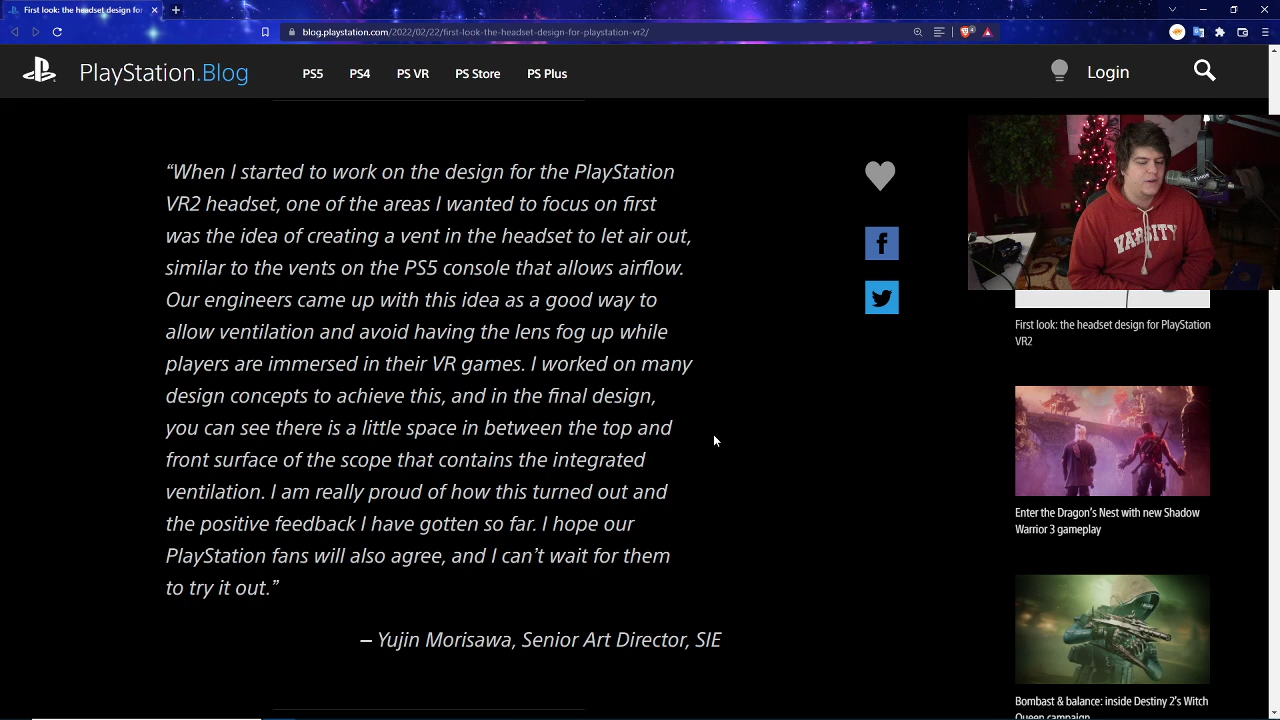 First look: the headset design for
blog.playstation.com/2022/02/22/first-look-the-headset-design-for-playstation-vr2/
PlayStation.Blog
PS5
PS4
PS VR
PS Store
PS Plus
Login
“When I started to work on the design for the PlayStation
VR2 headset, one of the areas I wanted to focus on first
was the idea of creating a vent in the headset to let air out,
similar to the vents on the PS5 console that allows airflow.
Our engineers came up with this idea as a good way to
allow ventilation and avoid having the lens fog up while
players are immersed in their VR games. I worked on many
design concepts to achieve this, and in the final design,
you can see there is a little space in between the top and
front surface of the scope that contains the integrated
ventilation. I am really proud of how this turned out and
the positive feedback I have gotten so far. I hope our
PlayStation fans will also agree, and I can’t wait for them
to try it out.”
– Yujin Morisawa, Senior Art Director, SIE
VARSITY
First look: the headset design for PlayStation
VR2
Enter the Dragon’s Nest with new Shadow
Warrior 3 gameplay
Bombast & balance: inside Destiny 2’s Witch
Queen campaign